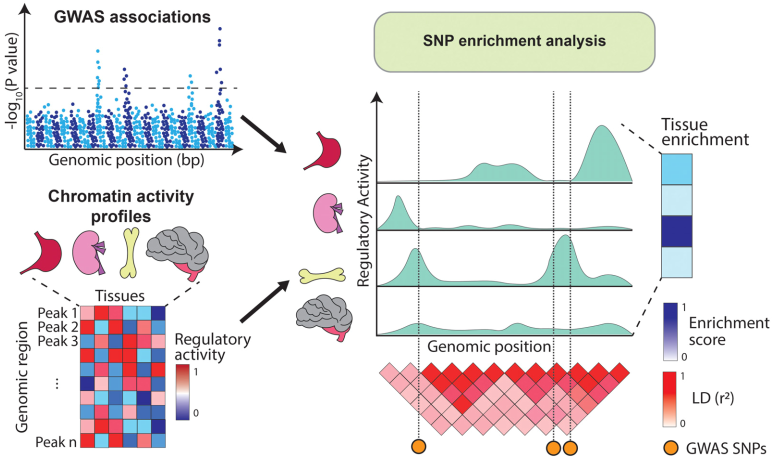 GWAS associations
-log10(P value)
Genomic position (bp)
Chromatin activity
profiles
Tissues
Peak 1
Peak 2
Peak 3
...
Peak n
Genomic region
Regulatory
activity
1
0
SNP enrichment analysis
Regulatory Activity
Genomic position
Tissue
enrichment
1
0
Enrichment
score
1
0
LD (r²)
GWAS SNPs